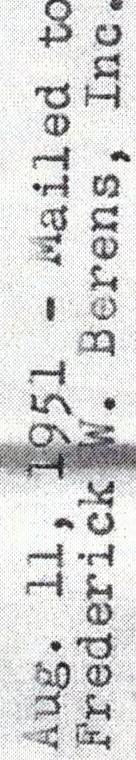 Aug. 11, 1951 - Mailed to
Frederick W. Berens, Inc.